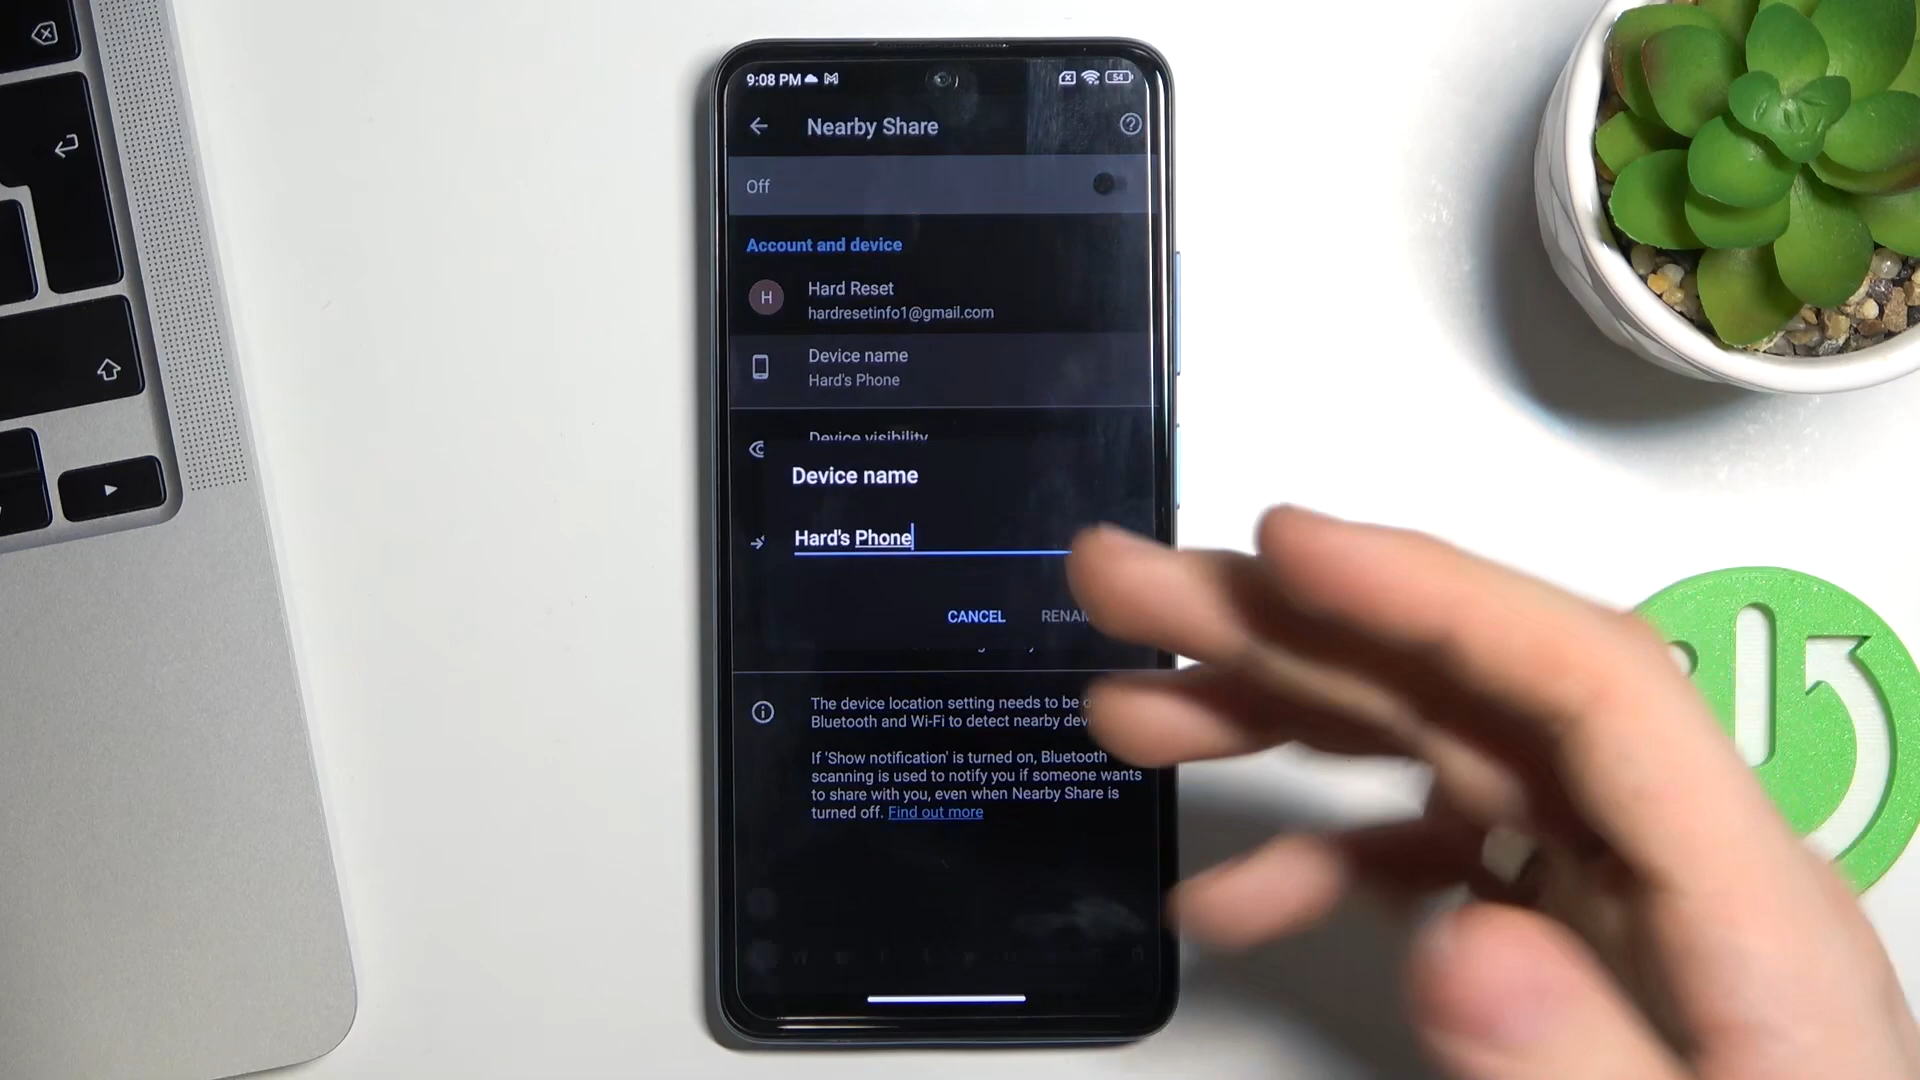 9:08 PM
54
Nearby Share
Off
Account and device
H
Hard Reset
hardresetinfo1@gmail.com
Device name
Hard's Phone
Device visibility
Device name
Hard's Phone
CANCEL
The device location setting needs to be
Bluetooth and Wi-Fi to detect nearby
If 'Show notification' is turned on, Bluetooth
scanning is used to notify you if someone wants
to share with you, even when Nearby Share is
turned off. Find out more